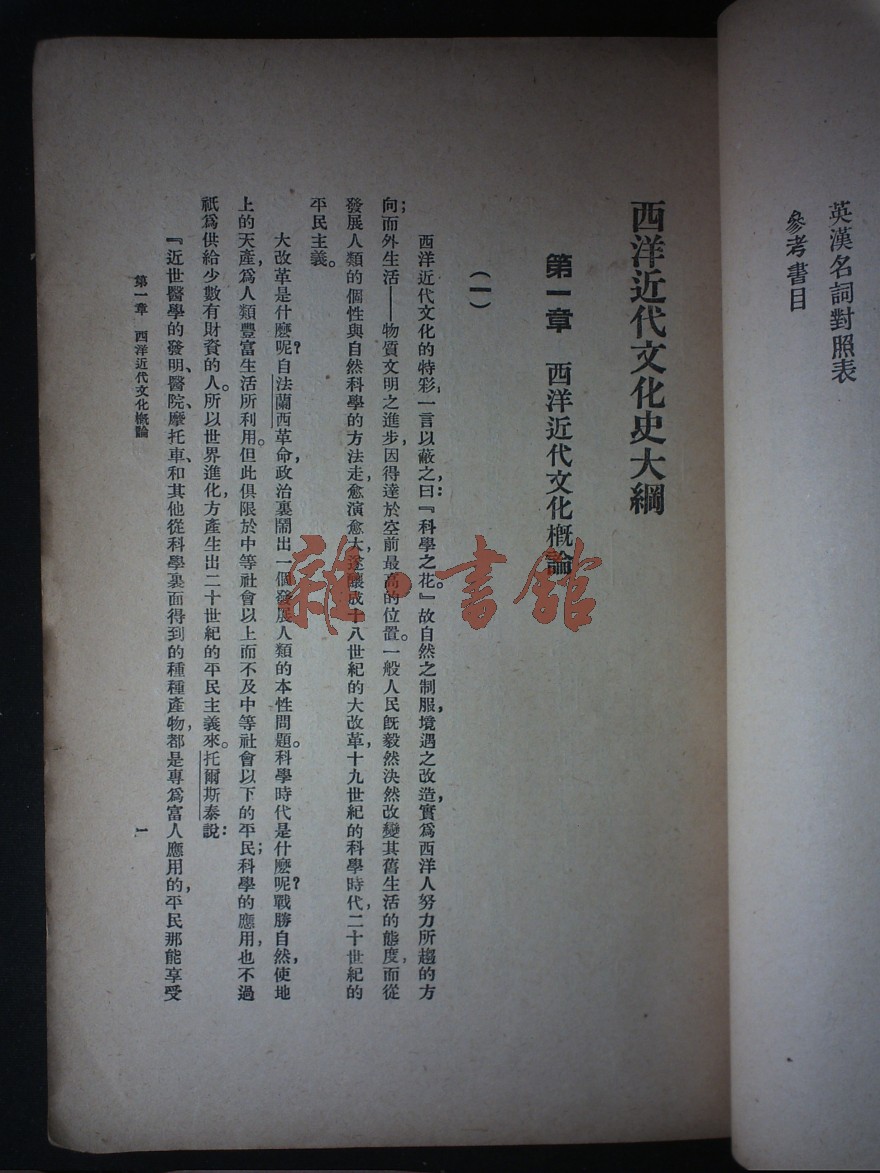 英漢名詞對照表
參考書目
西洋近代文化史大綱
第一章　西洋近代文化概論
(一)
西洋近代文化的特彩,一言以蔽之,曰:『科學之花。』故自然之制服,境遇之改造,實爲西洋人努力所趨的方
向;而外生活——物質文明之進步,因得達於空前最高的位置。一般人民既毅然決然改變其舊生活的態度,而從
發展人類的個性與自然科學的方法走,愈演愈大,遂釀成十八世紀的大改革,十九世紀的科學時代,二十世紀的
平民主義。
大改革是什麼呢?自法蘭西革命,政治裏鬧出一個發展人類的本性問題。科學時代是什麼呢?戰勝自然,使地
上的天產,爲人類豐富生活所利用。但此俱限於中等社會以上而不及中等社會以下的平民;科學的應用,也不過
祇爲供給少數有財資的人。所以世界進化,方產生出二十世紀的平民主義來。托爾斯泰說:
『近世醫學的發明、醫院、摩托車、和其他從科學裏面得到的種種產物,都是專爲富人應用的,平民那能享受
第一章　西洋近代文化概論
一
雜·書館